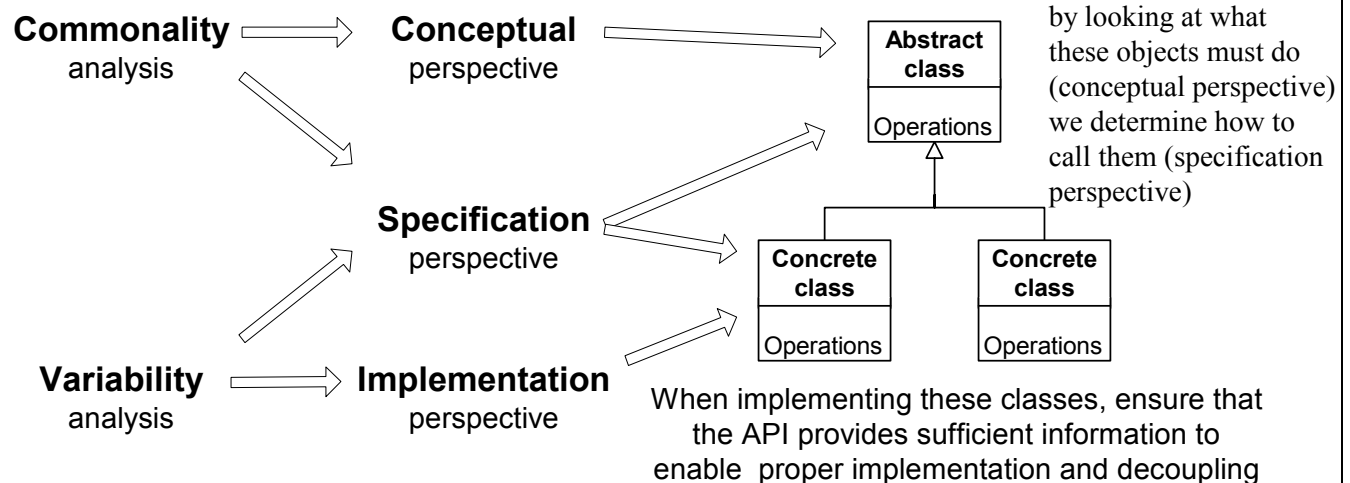 Commonality
analysis
Conceptual
perspective
Abstract
class
Operations
by looking at what
these objects must do
(conceptual perspective)
we determine how to
call them (specification
perspective)
Specification
perspective
Concrete
class
Operations
Concrete
class
Operations
Variability
analysis
Implementation
perspective
When implementing these classes, ensure that
the API provides sufficient information to
enable proper implementation and decoupling